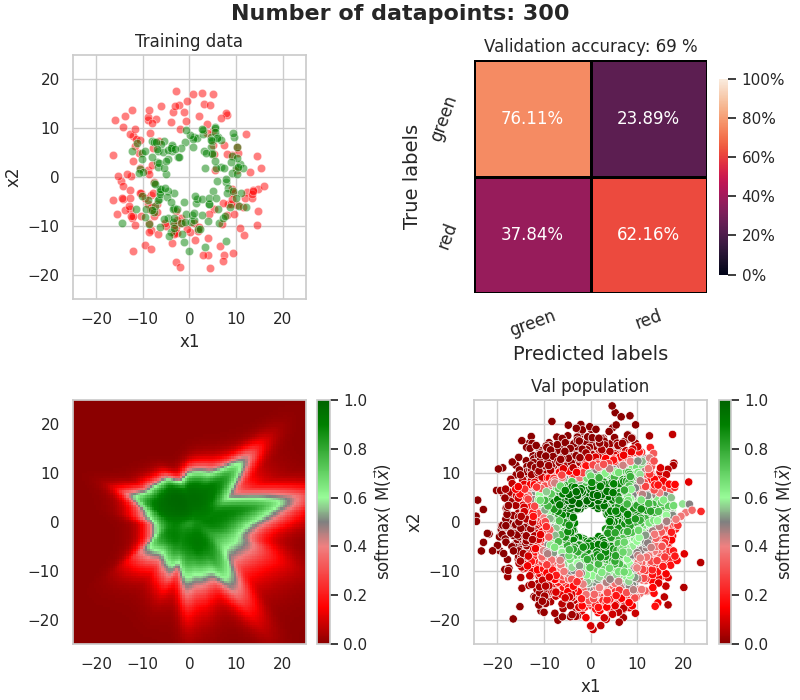 Number of datapoints: 300
Training data
20
10
0
−10
−20
x2
−20 −10 0 10 20
x1
Validation accuracy: 69 %
True labels
green
red
76.11% 23.89%
37.84% 62.16%
green red
Predicted labels
100%
80%
60%
40%
20%
0%
20
10
0
−10
−20
−20 −10 0 10 20
1.0
0.8
0.6
0.4
0.2
0.0
softmax( M(x⃗)
Val population
20
10
0
−10
−20
x2
−20 −10 0 10 20
x1
1.0
0.8
0.6
0.4
0.2
0.0
softmax( M(x⃗)